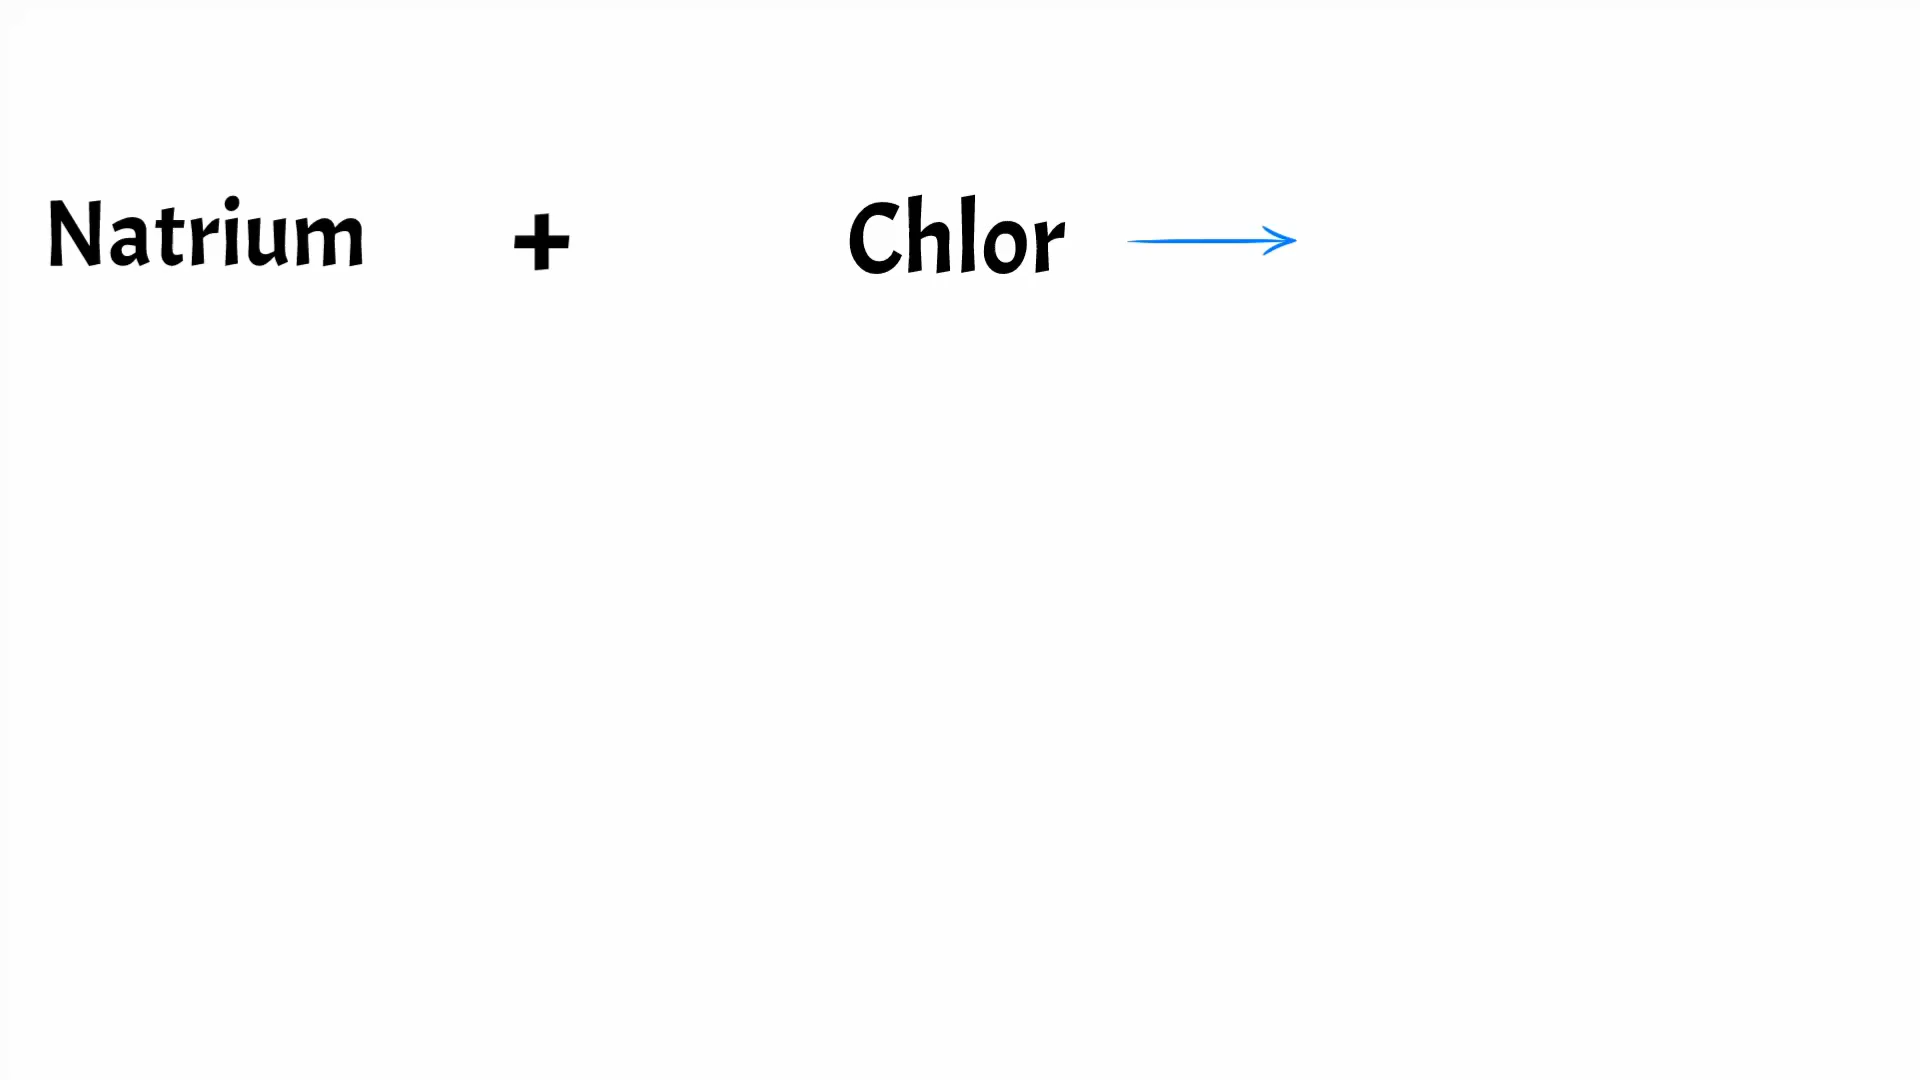 Natrium + Chlor →